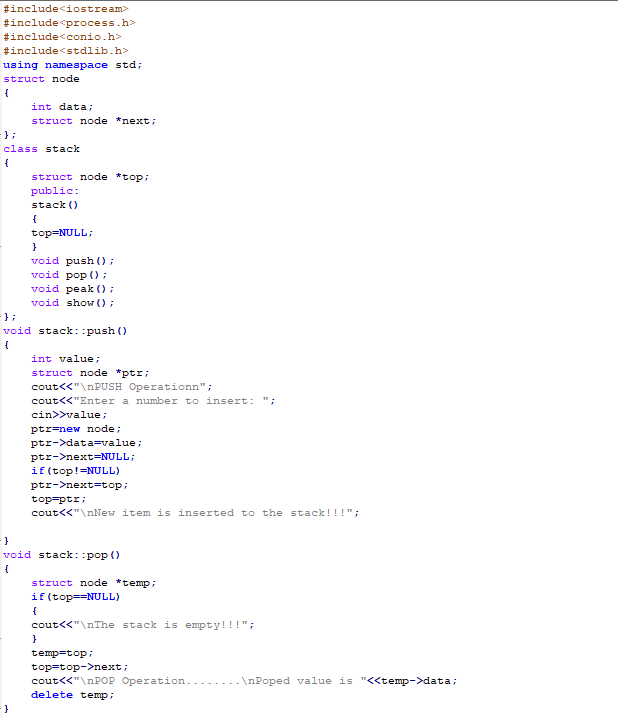 #include<iostream>
#include<process.h>
#include<conio.h>
#include<stdlib.h>
using namespace std;
struct node
{
    int data;
    struct node *next;
};
class stack
{
    struct node *top;
    public:
    stack()
    {
    top=NULL;
    }
    void push();
    void pop();
    void peak();
    void show();
};
void stack::push()
{
    int value;
    struct node *ptr;
    cout<<"\nPUSH Operationn";
    cout<<"Enter a number to insert: ";
    cin>>value;
    ptr=new node;
    ptr->data=value;
    ptr->next=NULL;
    if(top!=NULL)
    ptr->next=top;
    top=ptr;
    cout<<"\nNew item is inserted to the stack!!!";

}
void stack::pop()
{
    struct node *temp;
    if(top==NULL)
    {
    cout<<"\nThe stack is empty!!!";
    }
    temp=top;
    top=top->next;
    cout<<"\nPOP Operation........\nPoped value is "<<temp->data;
    delete temp;
}